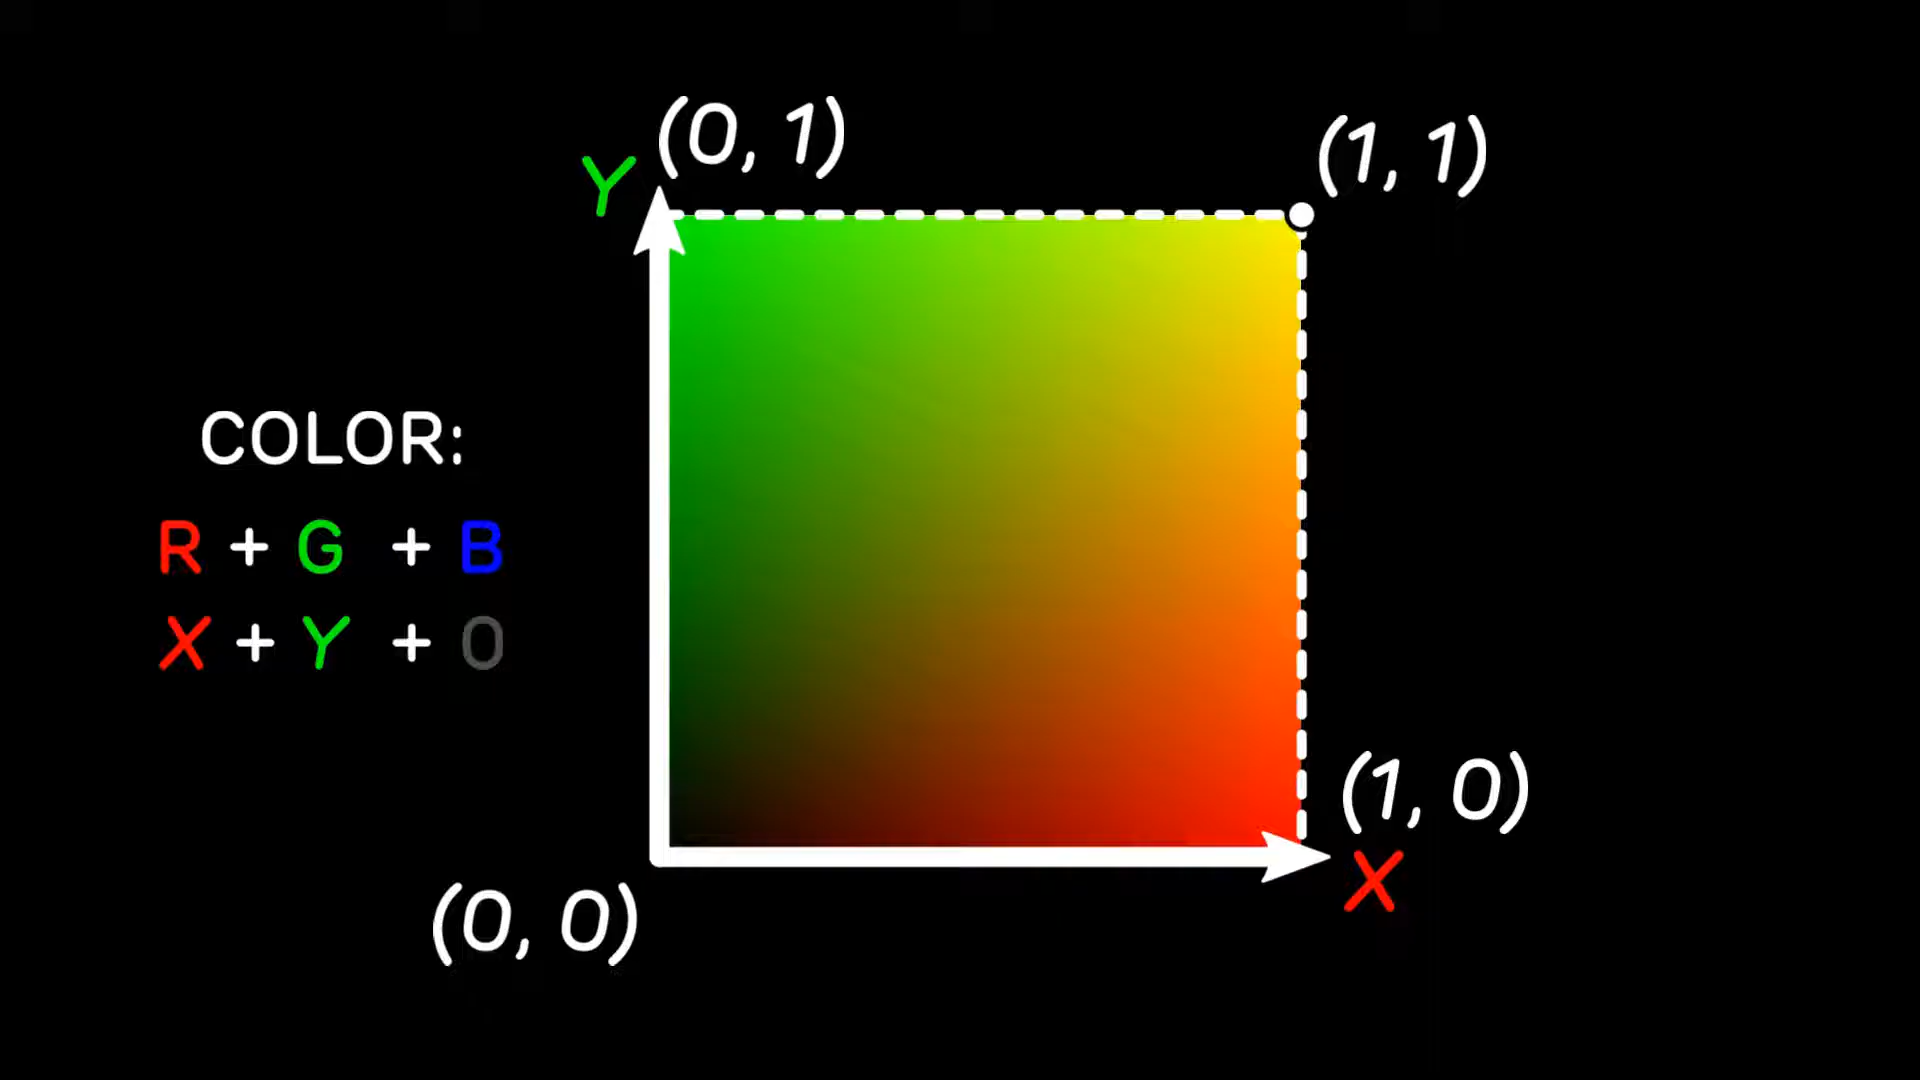 (0, 1)
(1, 1)
Y
COLOR:
R + G + B
X + Y + 0
(1, 0)
X
(0, 0)